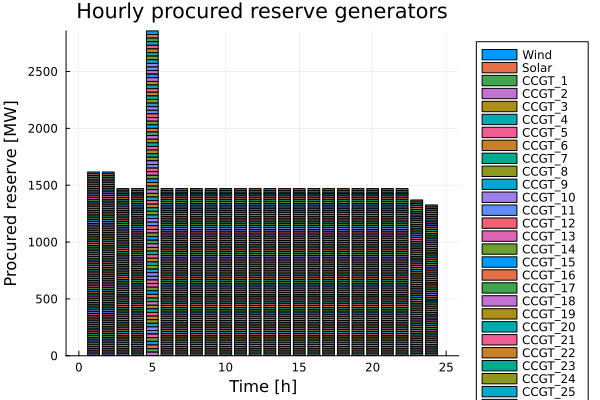 Hourly procured reserve generators
Procured reserve [MW]
2500
2000
1500
1000
500
0
0
5
10
15
20
25
Time [h]
Wind
Solar
CCGT_1
CCGT_2
CCGT_3
CCGT_4
CCGT_5
CCGT_6
CCGT_7
CCGT_8
CCGT_9
CCGT_10
CCGT_11
CCGT_12
CCGT_13
CCGT_14
CCGT_15
CCGT_16
CCGT_17
CCGT_18
CCGT_19
CCGT_20
CCGT_21
CCGT_22
CCGT_23
CCGT_24
CCGT_25